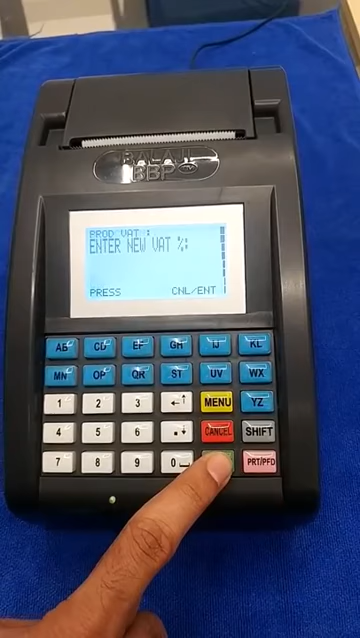 BALAJI
BBP
PROD VAT :
ENTER NEW VAT %:
PRESS CNL/ENT
AB CD EF GH IJ KL
MN OP QR ST UV WX
1 2 3 ←↑ MENU YZ
4 5 6 .↓ CANCEL SHIFT
7 8 9 0 PRT/PFD